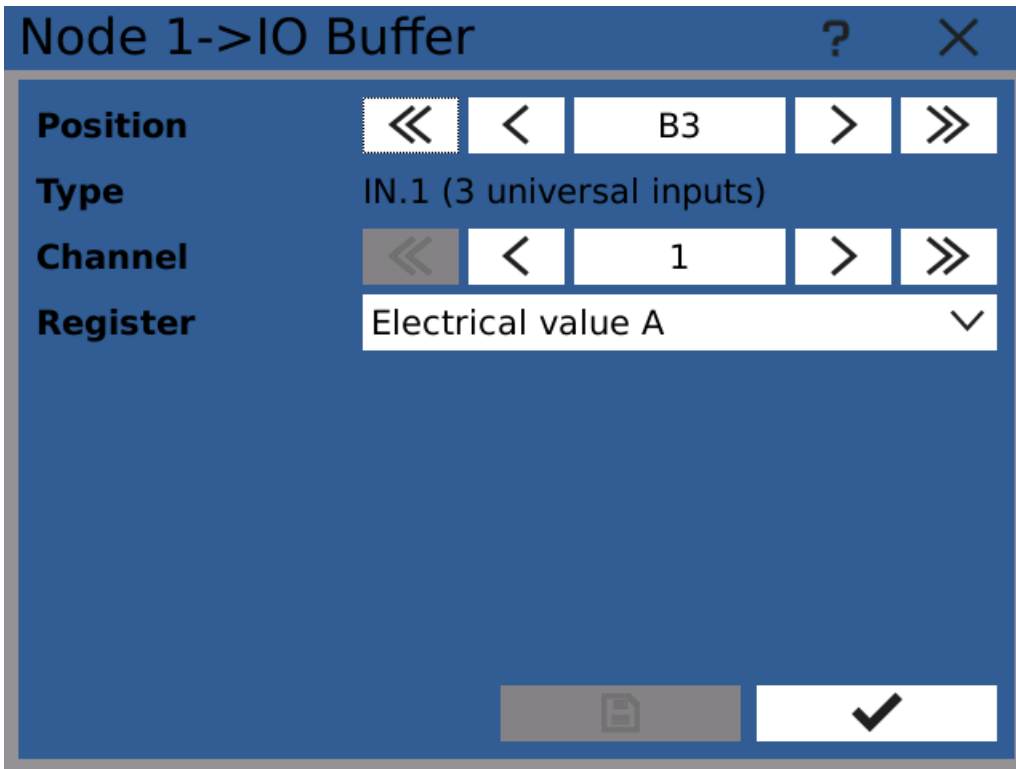 Node 1->IO Buffer ?
Position B3
Type IN.1 (3 universal inputs)
Channel 1
Register Electrical value A